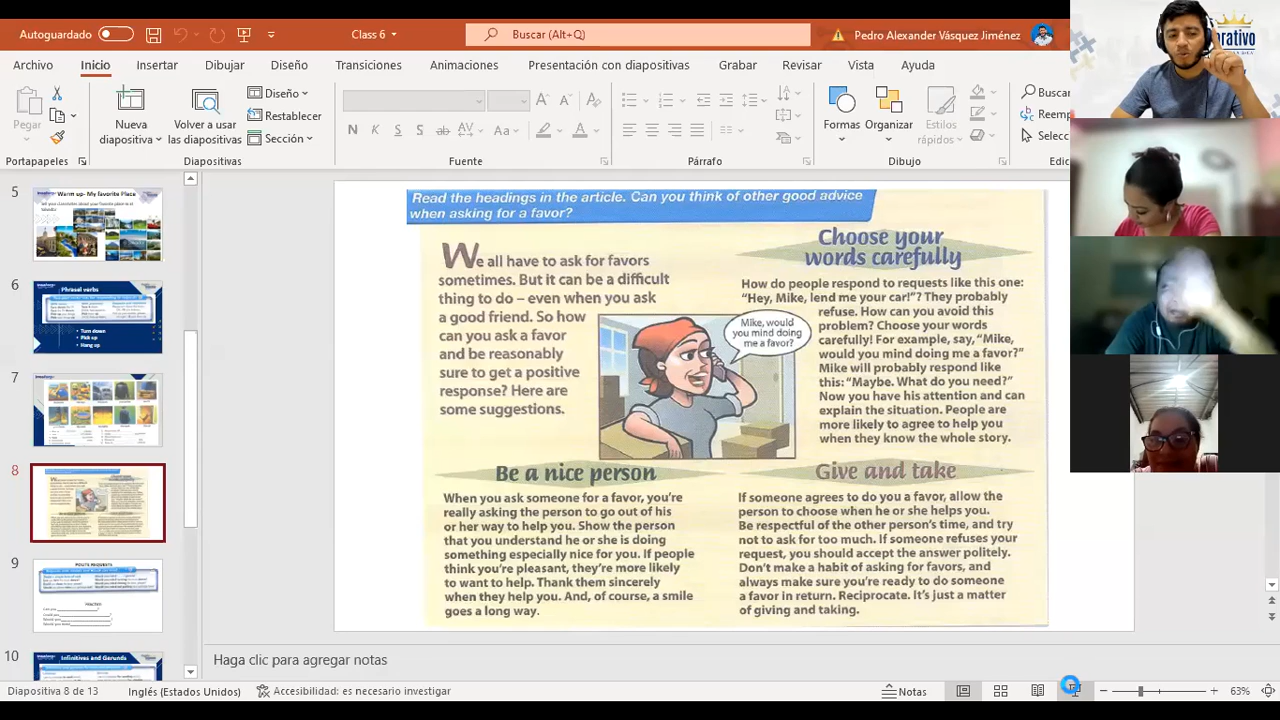 Autoguardado
Class 6
Buscar (Alt+Q)
Pedro Alexander Vásquez Jiménez
rativo
Archivo
Inicio
Insertar
Dibujar
Diseño
Transiciones
Animaciones
entación con diapositivas
Grabar
Revisar
Vista
Ayuda
Pegar
Nueva
diapositiva
Volver a usar
las diapositivas
Diseño
Restablecer
Sección
Formas
Organizar
Estilos
rápidos
Buscar
Reemp
Selecc
Portapapeles
Diapositivas
Fuente
Párrafo
Dibujo
Edic
5
Warm up- My favorite Place
6
Phrasal verbs
Turn down
Pick up
Hang up
7
8
9
POLITE REQUESTS
10
Infinitives and Gerunds
Read the headings in the article. Can you think of other good advice
when asking for a favor?
We all have to ask for favors
sometimes. But it can be a difficult
thing to do – even when you ask
a good friend. So how
can you ask a favor
and be reasonably
sure to get a positive
response? Here are
some suggestions.
Mike, would
you mind doing
me a favor?
Choose your
words carefully
How do people respond to requests like this one:
"Hey, Mike, lend me your car!"? They probably
refuse. How can you avoid this
problem? Choose your words
carefully! For example, say, "Mike,
would you mind doing me a favor?"
Mike will probably respond like
this: "Maybe. What do you need?"
Now you have his attention and can
explain the situation. People are
more likely to agree to help you
when they know the whole story.
Be a nice person
When you ask someone for a favor, you're
really asking the person to go out of his
or her way to help you. Show the person
that you understand he or she is doing
something especially nice for you. If people
think you're pleasant, they're more likely
to want to help. Thank them sincerely
when they help you. And, of course, a smile
goes a long way.
Give and take
If someone agrees to do you a favor, allow the
person to choose when he or she helps you.
Be respectful of the other person's time, and try
not to ask for too much. If someone refuses your
request, you should accept the answer politely.
Don't make a habit of asking for favors, and
always make sure you're ready to do someone
a favor in return. Reciprocate. It's just a matter
of giving and taking.
Haga clic para agregar notas
Diapositiva 8 de 13
Inglés (Estados Unidos)
Accesibilidad: es necesario investigar
Notas
63%